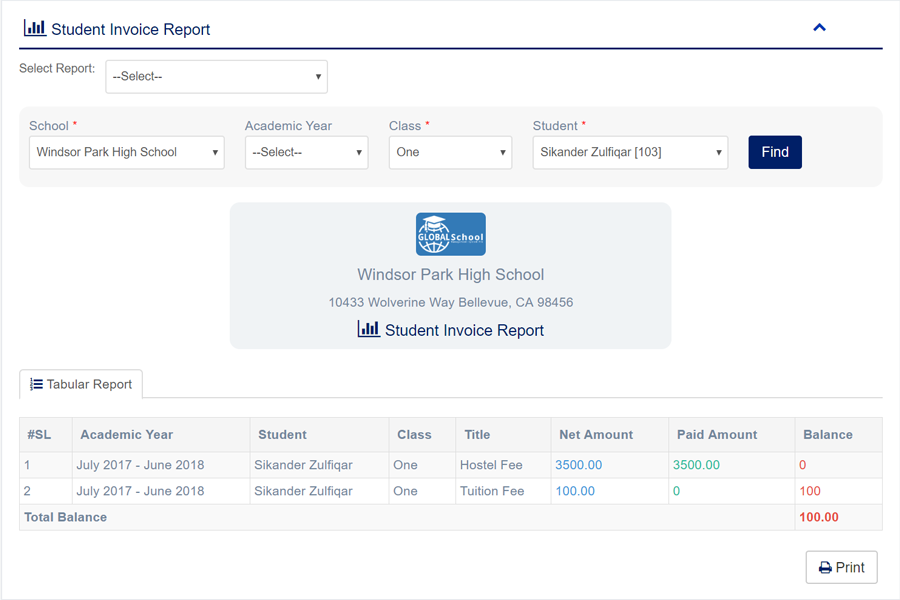 Student Invoice Report
Select Report: --Select--
School * Academic Year Class * Student *
Windsor Park High School --Select-- One Sikander Zulfiqar [103] Find
GLOBAL School
Windsor Park High School
10433 Wolverine Way Bellevue, CA 98456
Student Invoice Report
Tabular Report
#SL Academic Year Student Class Title Net Amount Paid Amount Balance
1 July 2017 - June 2018 Sikander Zulfiqar One Hostel Fee 3500.00 3500.00 0
2 July 2017 - June 2018 Sikander Zulfiqar One Tuition Fee 100.00 0 100
Total Balance 100.00
Print